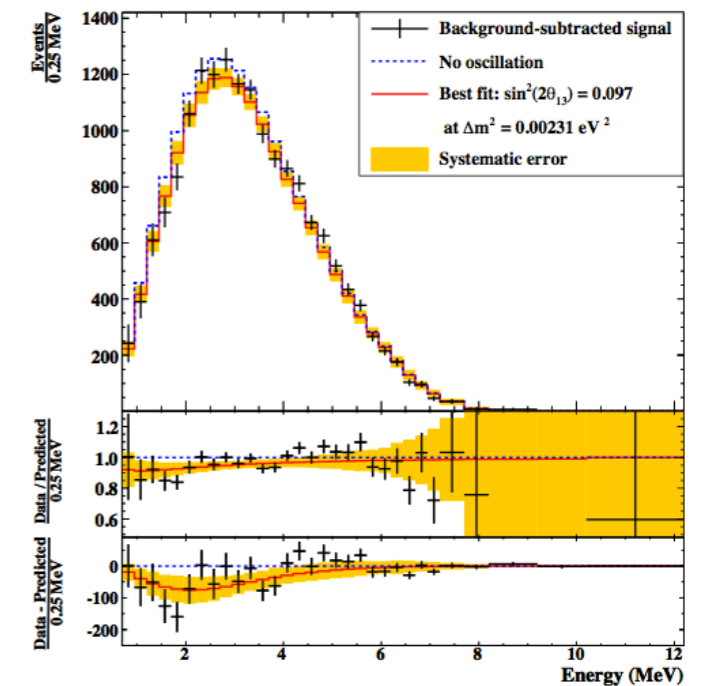 Events
0.25 MeV
1400
1200
1000
800
600
400
200
Background-subtracted signal
No oscillation
Best fit: sin²(2θ₁₃) = 0.097
at Δm² = 0.00231 eV ²
Systematic error
Data / Predicted
0.25 MeV
1.2
1.0
0.8
0.6
Data - Predicted
0.25 MeV
0
-100
-200
2 4 6 8 10 12
Energy (MeV)